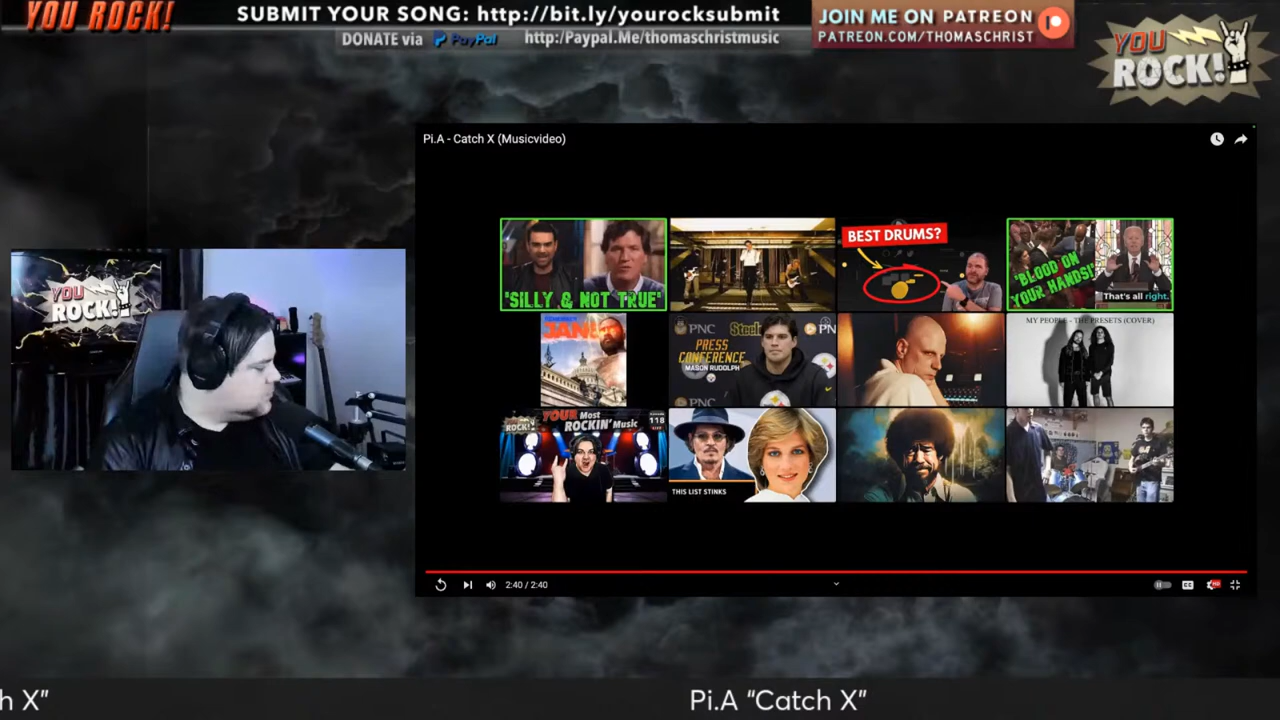 YOU ROCK!
SUBMIT YOUR SONG: http://bit.ly/yourocksubmit
DONATE via PayPal http:/Paypal.Me/thomaschristmusic
JOIN ME ON PATREON
PATREON.COM/THOMASCHRIST
YOU
ROCK!
Pi.A - Catch X (Musicvideo)
"SILLY & NOT TRUE"
BEST DRUMS?
"BLOOD ON
YOUR HANDS!"
That's all right.
JAN
PNC
Steel
PN
PRESS
CONFERENCE
MASON RUDOLPH
PNC
MY PEOPLE - THE PRESETS (COVER)
YOU
ROCK!
YOUR Most
ROCKIN' Music
118
THIS LIST STINKS
2:40 / 2:40
CC
h X"
Pi.A "Catch X"